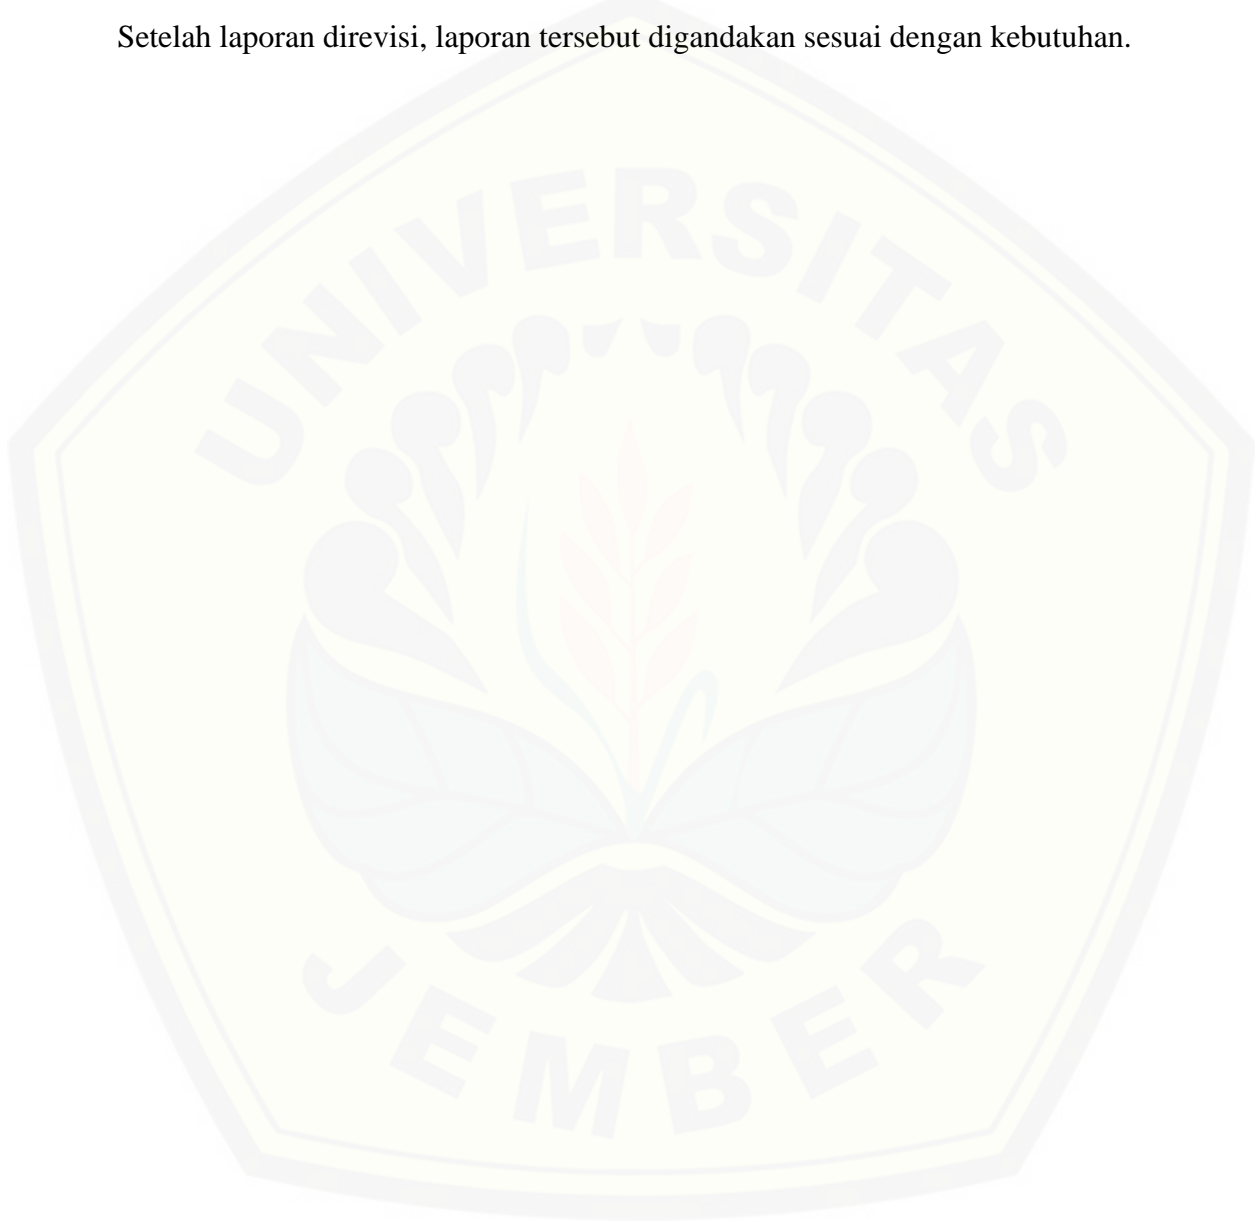 Setelah laporan direvisi, laporan tersebut digandakan sesuai dengan kebutuhan.
UNIVERSITAS
JEMBER